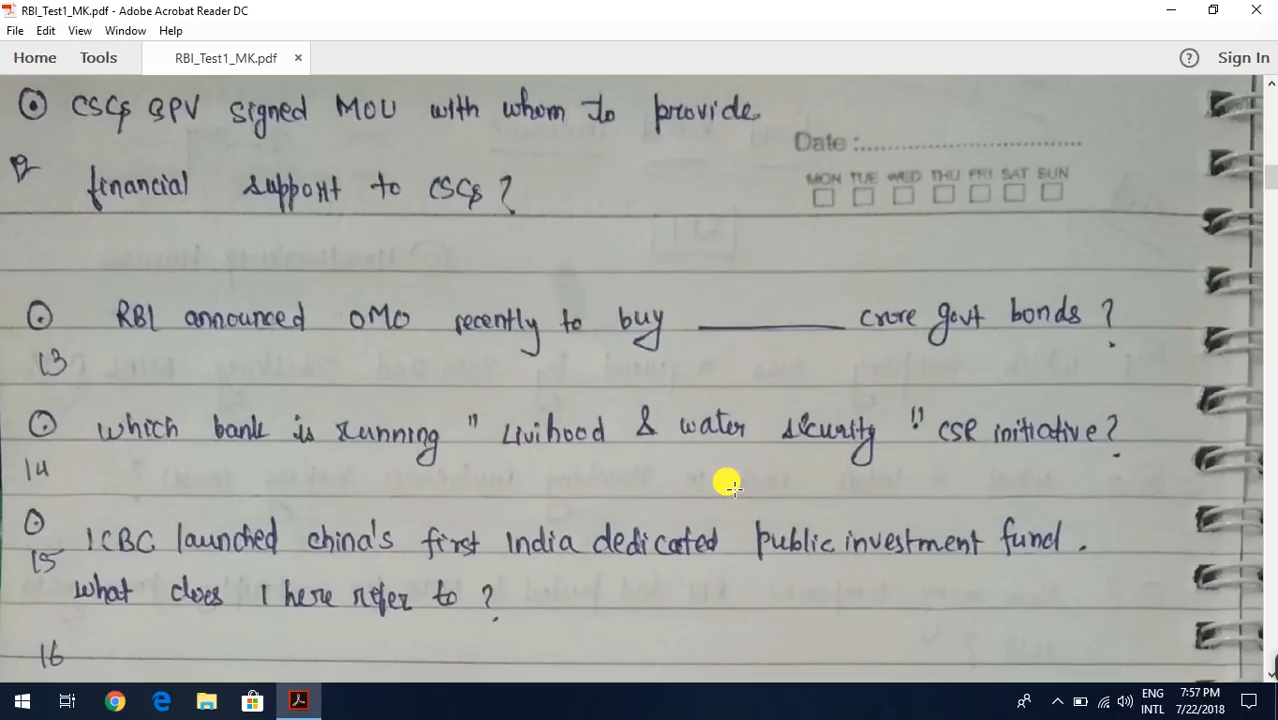 RBI_Test1_MK.pdf - Adobe Acrobat Reader DC
File Edit View Window Help
Home Tools RBI_Test1_MK.pdf × ? Sign In
CSCs SPV signed MOU with whom to provide
Date :
financial support to CSCs ?
MON TUE WED THU FRI SAT SUN
RBI announced OMO recently to buy ______ crore govt bonds ?
13
Which bank is running " Livihood & water security " CSR initiative ?
14
ICBC launched china's first India dedicated public investment fund .
15
What does I here refer to ?
16
ENG 7:57 PM
INTL 7/22/2018